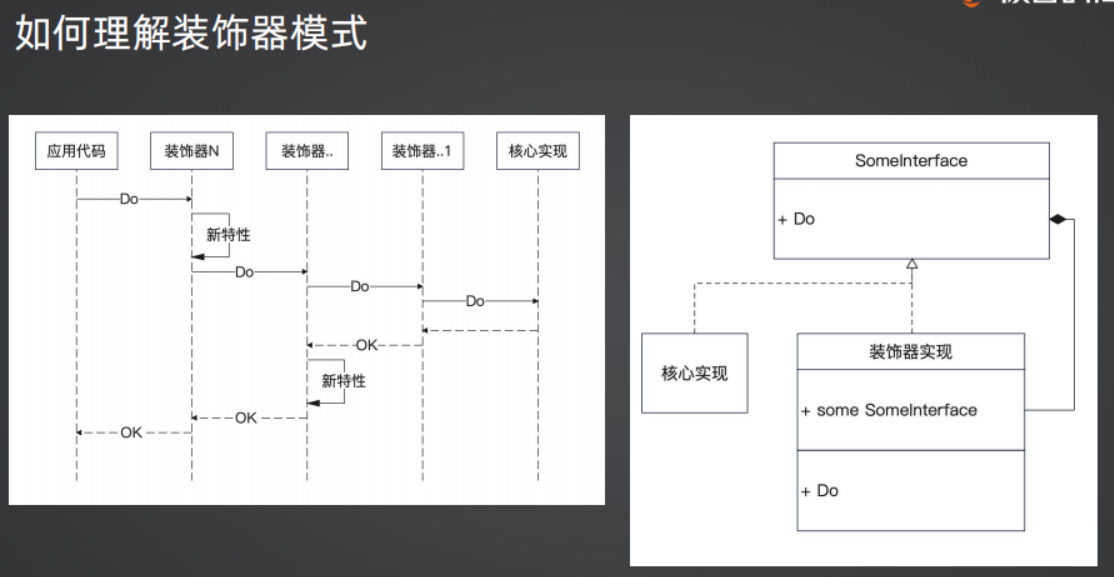 如何理解装饰器模式
应用代码
装饰器N
装饰器..
装饰器..1
核心实现
Do
新特性
Do
Do
Do
OK
新特性
OK
OK
SomeInterface
+ Do
核心实现
装饰器实现
+ some SomeInterface
+ Do